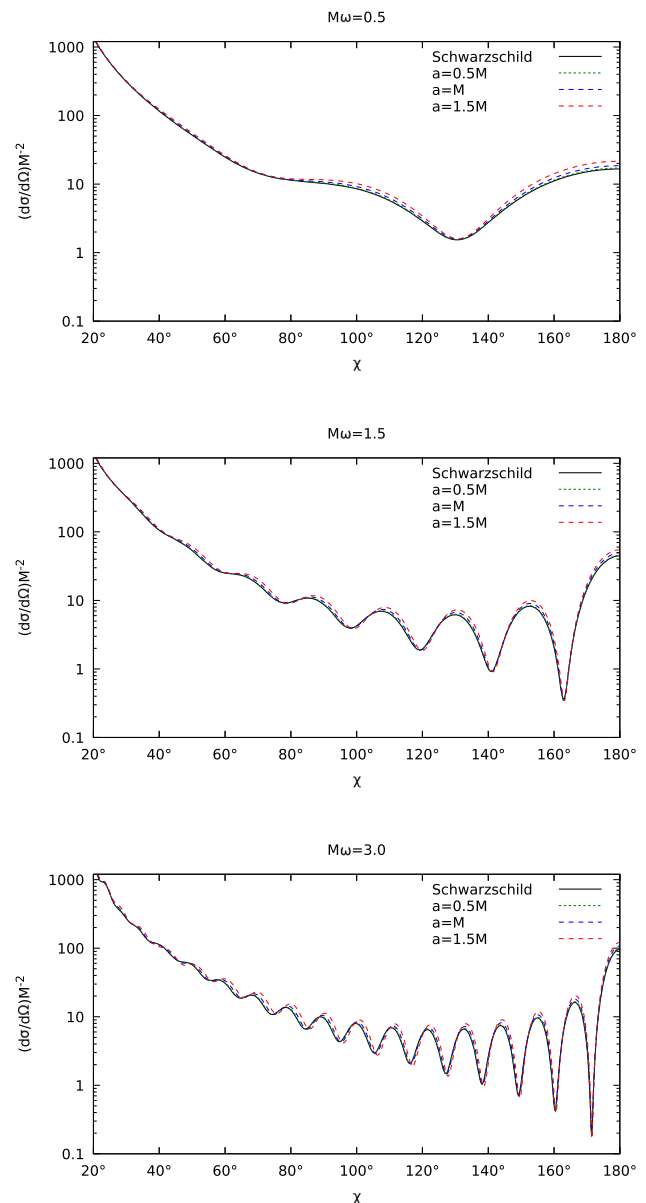 Mω=0.5
1000
100
10
1
0.1
(dσ/dΩ)M⁻²
Schwarzschild
a=0.5M
a=M
a=1.5M
20° 40° 60° 80° 100° 120° 140° 160° 180°
χ
Mω=1.5
1000
100
10
1
0.1
(dσ/dΩ)M⁻²
Schwarzschild
a=0.5M
a=M
a=1.5M
20° 40° 60° 80° 100° 120° 140° 160° 180°
χ
Mω=3.0
1000
100
10
1
0.1
(dσ/dΩ)M⁻²
Schwarzschild
a=0.5M
a=M
a=1.5M
20° 40° 60° 80° 100° 120° 140° 160° 180°
χ